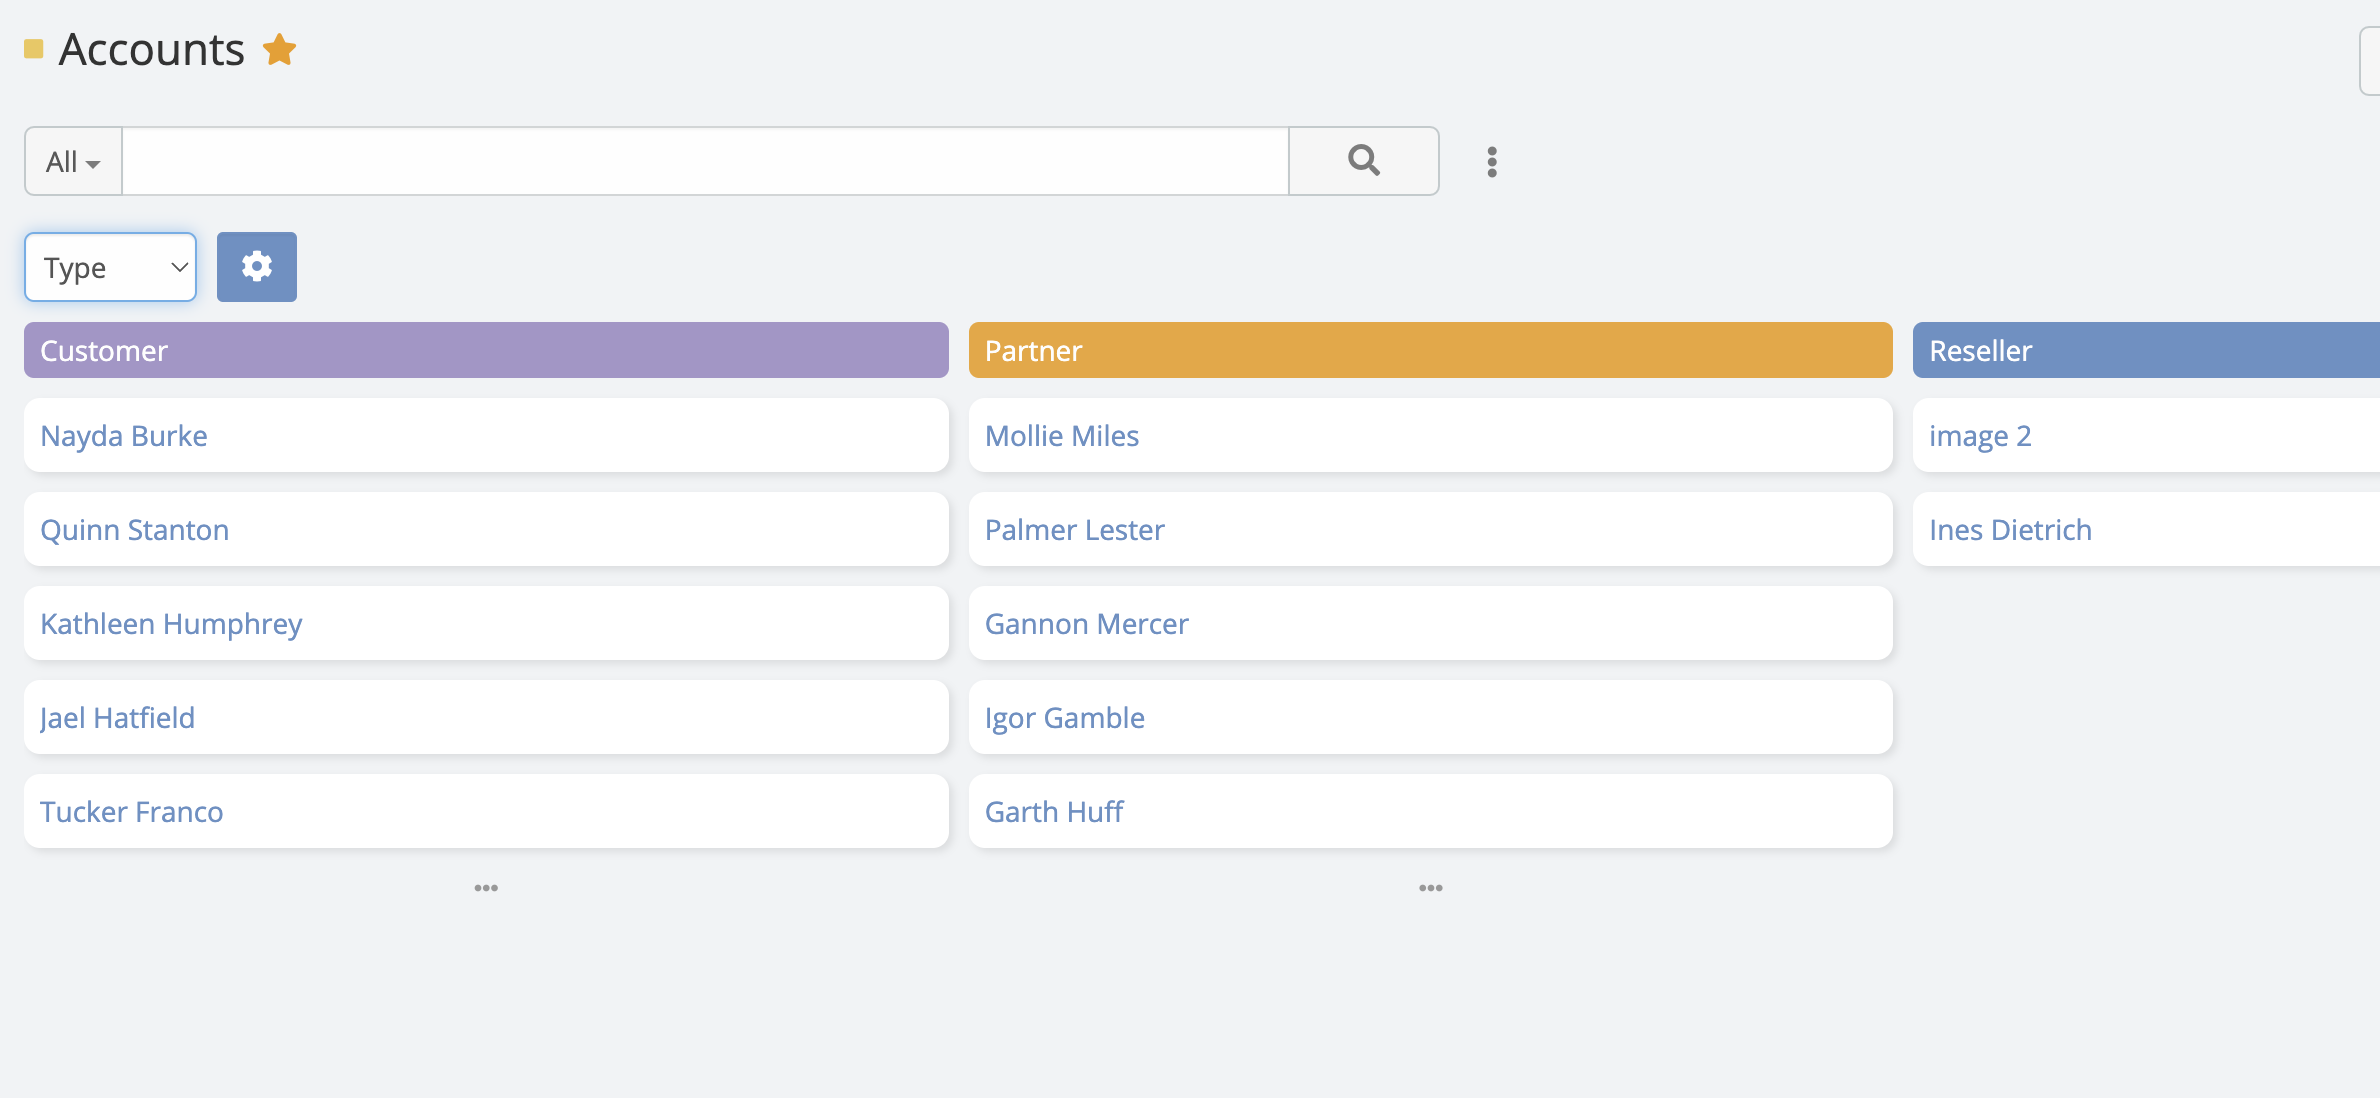 Accounts
All
Type
Customer
Partner
Reseller
Nayda Burke
Mollie Miles
image 2
Quinn Stanton
Palmer Lester
Ines Dietrich
Kathleen Humphrey
Gannon Mercer
Jael Hatfield
Igor Gamble
Tucker Franco
Garth Huff